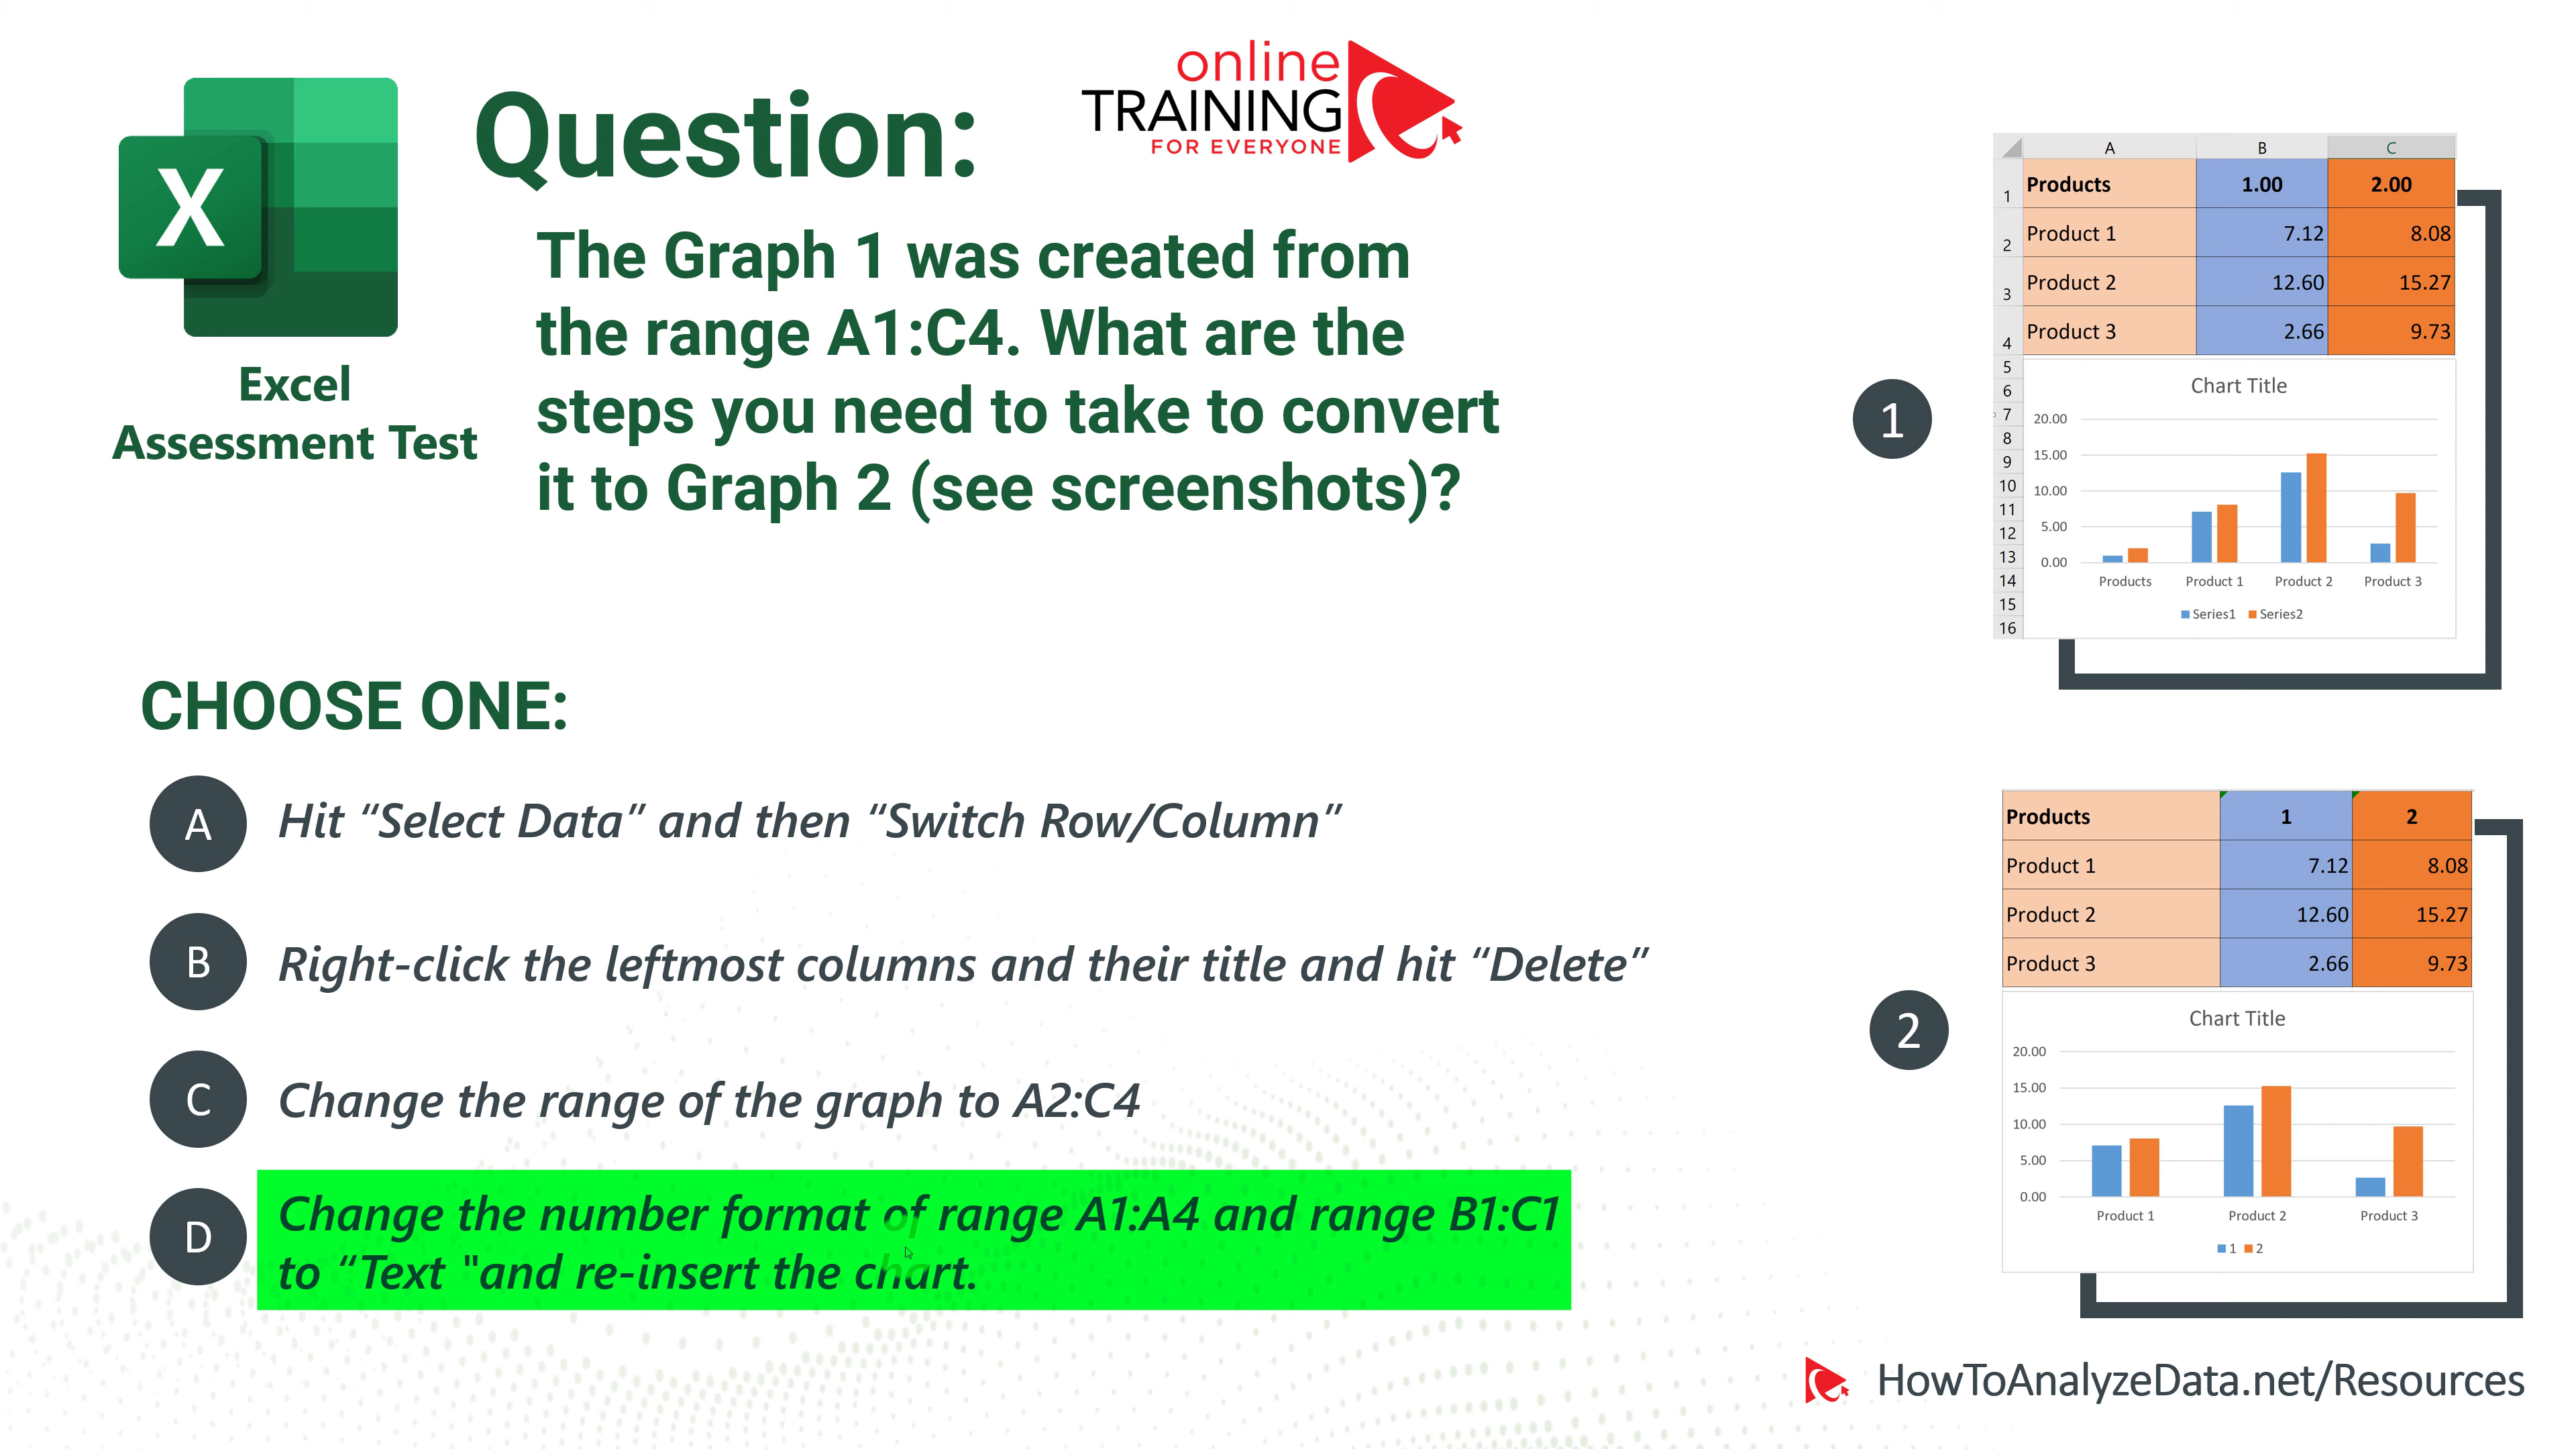 online
TRAINING
FOR EVERYONE
X
Excel
Assessment Test
Question:
The Graph 1 was created from
the range A1:C4. What are the
steps you need to take to convert
it to Graph 2 (see screenshots)?
CHOOSE ONE:
A Hit “Select Data” and then “Switch Row/Column”
B Right-click the leftmost columns and their title and hit “Delete”
C Change the range of the graph to A2:C4
D Change the number format of range A1:A4 and range B1:C1
to “Text "and re-insert the chart.
1
A B C
1 Products 1.00 2.00
2 Product 1 7.12 8.08
3 Product 2 12.60 15.27
4 Product 3 2.66 9.73
5
6
7
8
9
10
11
12
13
14
15
16
Chart Title
20.00
15.00
10.00
5.00
0.00
Products Product 1 Product 2 Product 3
Series1 Series2
2
Products 1 2
Product 1 7.12 8.08
Product 2 12.60 15.27
Product 3 2.66 9.73
Chart Title
20.00
15.00
10.00
5.00
0.00
Product 1 Product 2 Product 3
1 2
HowToAnalyzeData.net/Resources